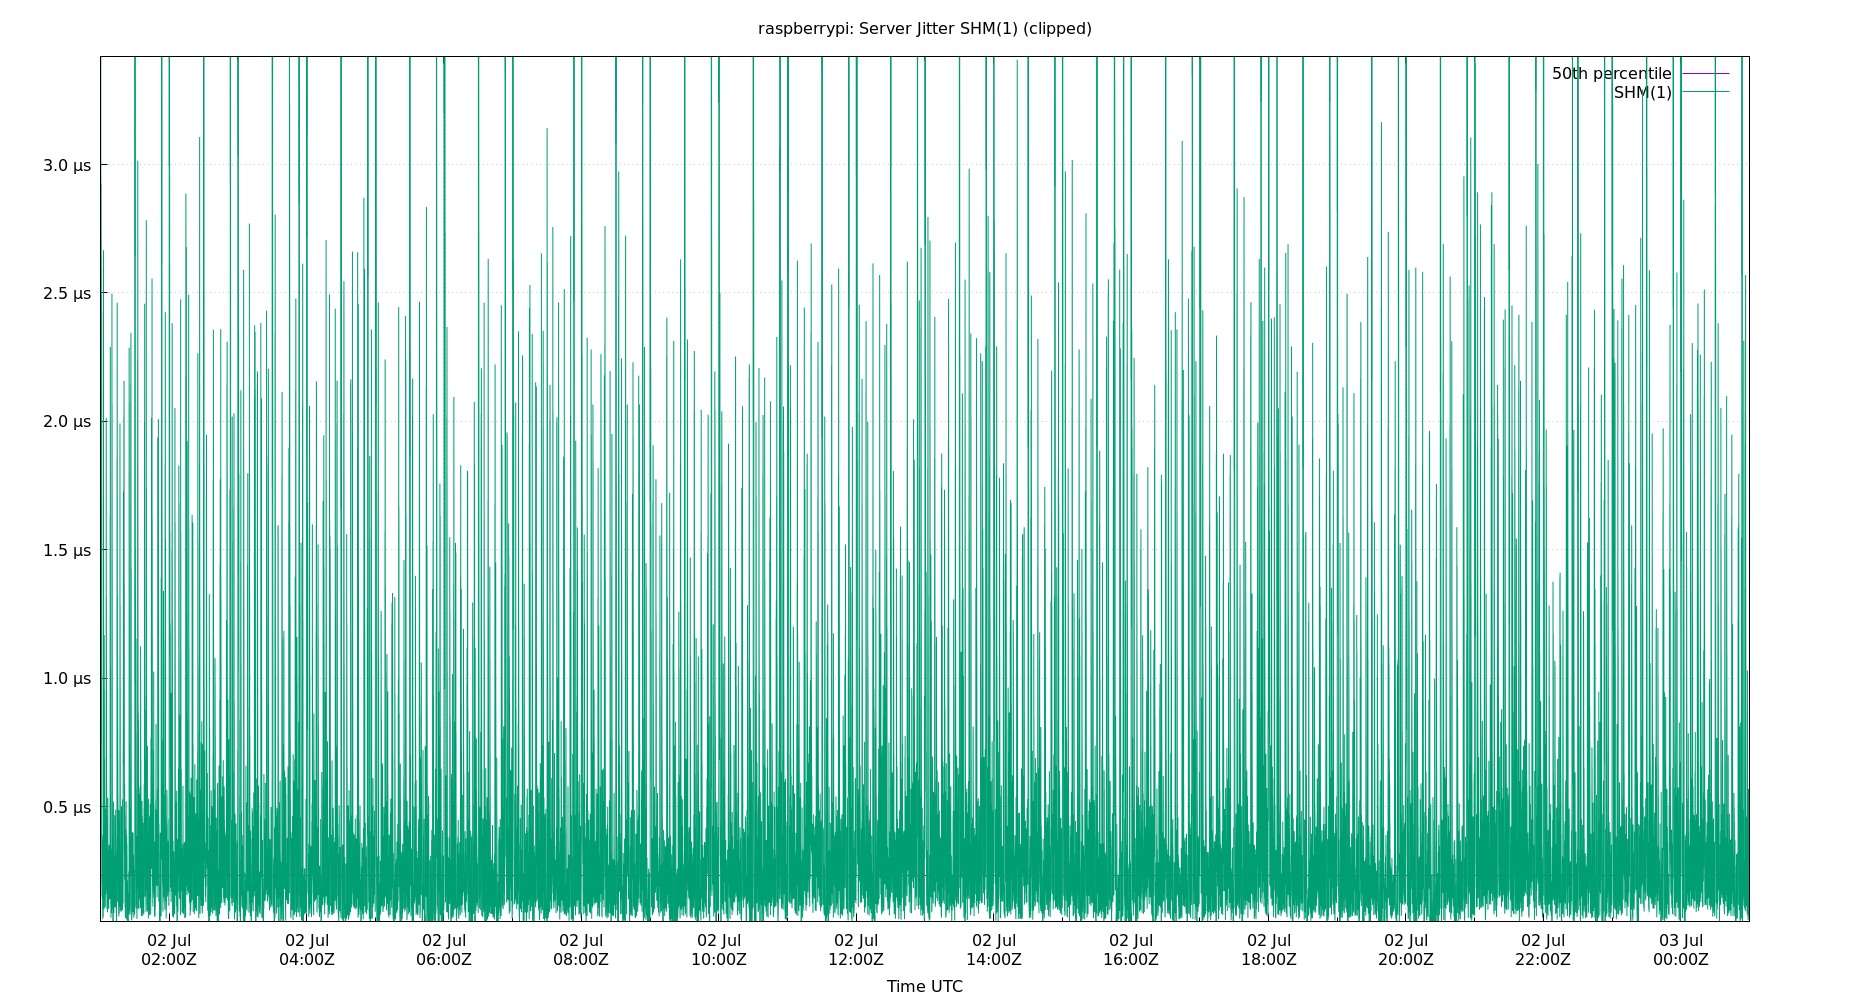 raspberrypi: Server Jitter SHM(1) (clipped)
50th percentile
SHM(1)
3.0 µs
2.5 µs
2.0 µs
1.5 µs
1.0 µs
0.5 µs
02 Jul 02 Jul 02 Jul 02 Jul 02 Jul 02 Jul 02 Jul 02 Jul 02 Jul 02 Jul 02 Jul 03 Jul
02:00Z 04:00Z 06:00Z 08:00Z 10:00Z 12:00Z 14:00Z 16:00Z 18:00Z 20:00Z 22:00Z 00:00Z
Time UTC